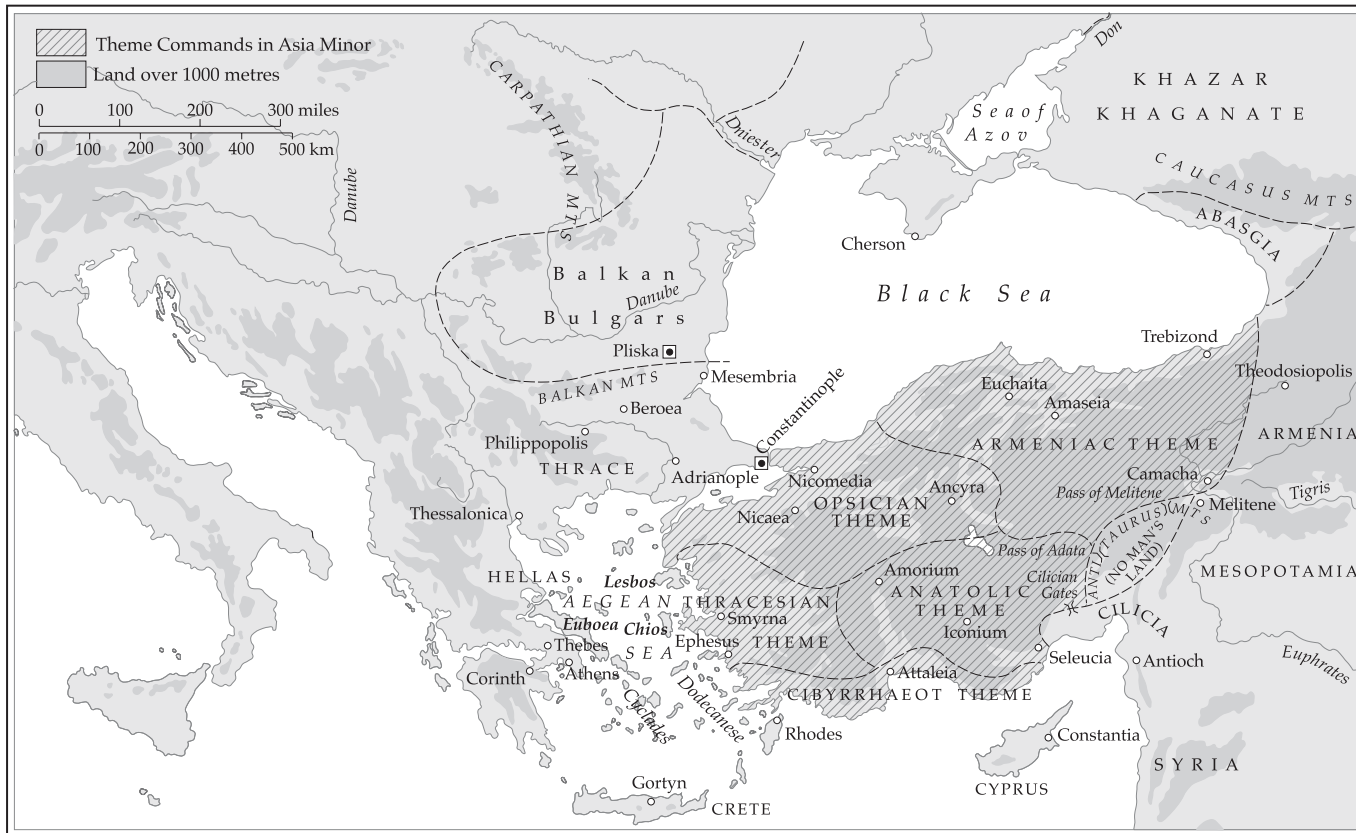 Theme Commands in Asia Minor
Land over 1000 metres
0 100 200 300 miles
0 100 200 300 400 500 km
Don
KHAZAR
KHAGANATE
Sea of
Azov
CARPATHIAN MTS
Dniester
Danube
CAUCASUS MTS
ABASGIA
Cherson
Balkan
Danube
Bulgars
Black Sea
Pliska
Trebizond
Mesembria
BALKAN MTS
Theodosiopolis
Euchaita
Beroea
Constantinople
Amaseia
Philippopolis
ARMENIAC THEME
ARMENIA
THRACE
Adrianople
Nicomedia
Ancyra
Camacha
Pass of Melitene
Tigris
Thessalonica
Nicaea
OPSICIAN
THEME
Melitene
Pass of Adata
ANTI (TAURUS) MTS
(NO MAN'S
LAND)
HELLAS
Lesbos
Amorium
Cilician
Gates
MESOPOTAMIA
AEGEAN
SEA
THRACESIAN
THEME
ANATOLIC
THEME
CILICIA
Euboea
Chios
Smyrna
Iconium
Thebes
Ephesus
Seleucia
Antioch
Euphrates
Corinth
Athens
Attaleia
Cyclades
Dodecanese
CIBYRRHAEOT THEME
Rhodes
Constantia
SYRIA
Gortyn
CRETE
CYPRUS